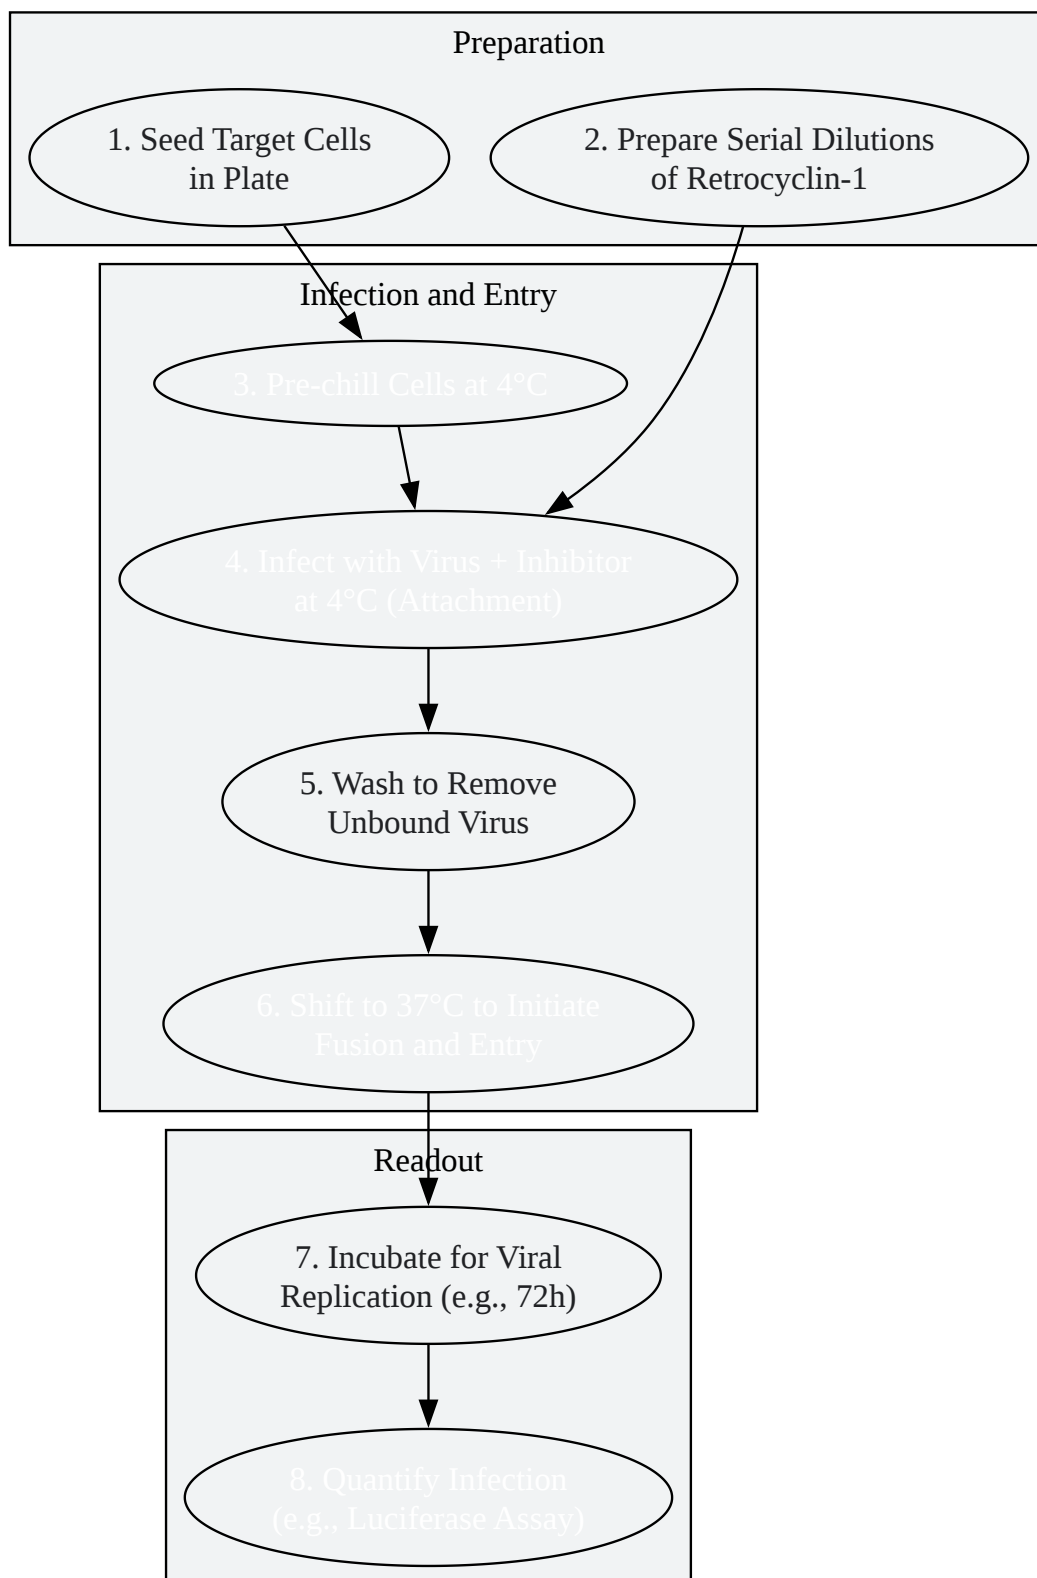 Preparation
1. Seed Target Cells
in Plate
2. Prepare Serial Dilutions
of Retrocyclin-1
Infection and Entry
3. Pre-chill Cells at 4°C
4. Infect with Virus + Inhibitor
at 4°C (Attachment)
5. Wash to Remove
Unbound Virus
6. Shift to 37°C to Initiate
Fusion and Entry
Readout
7. Incubate for Viral
Replication (e.g., 72h)
8. Quantify Infection
(e.g., Luciferase Assay)